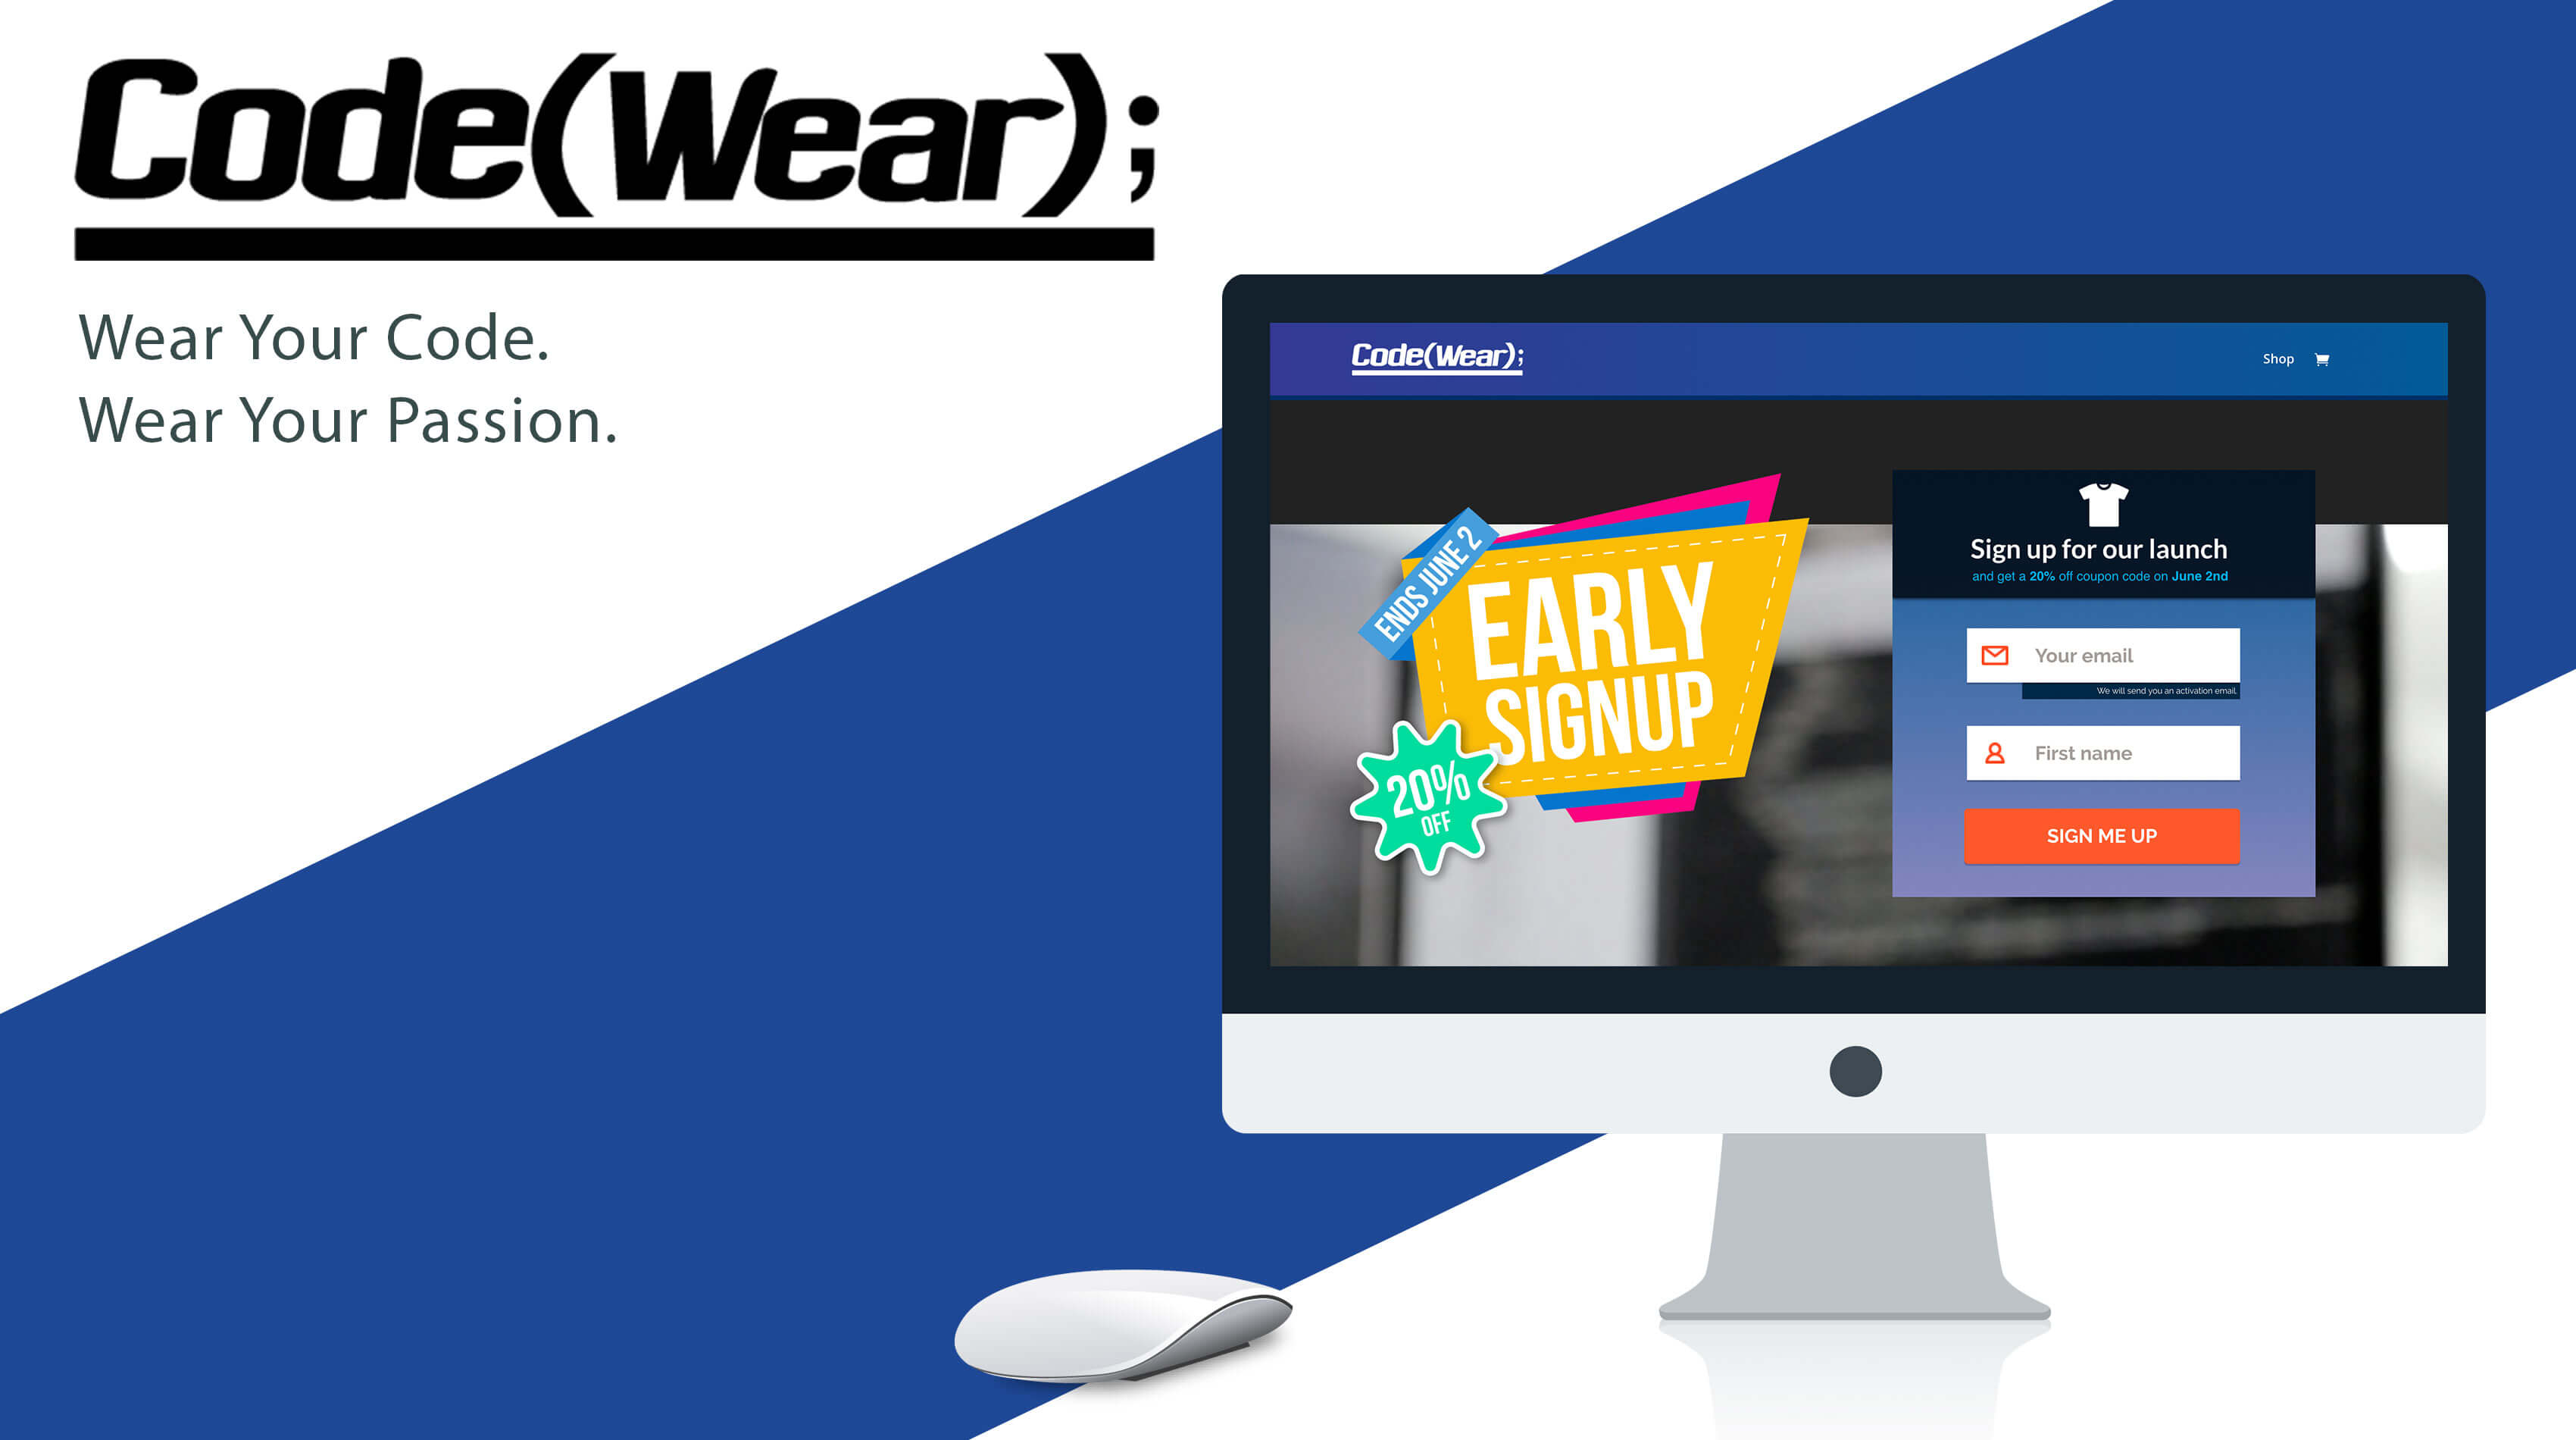 Code(Wear);
Wear Your Code.
Wear Your Passion.
Code(Wear);
Shop
ENDS JUNE 2
EARLY
SIGNUP
20%
OFF
Sign up for our launch
and get a 20% off coupon code on June 2nd
Your email
We will send you an activation email.
First name
SIGN ME UP